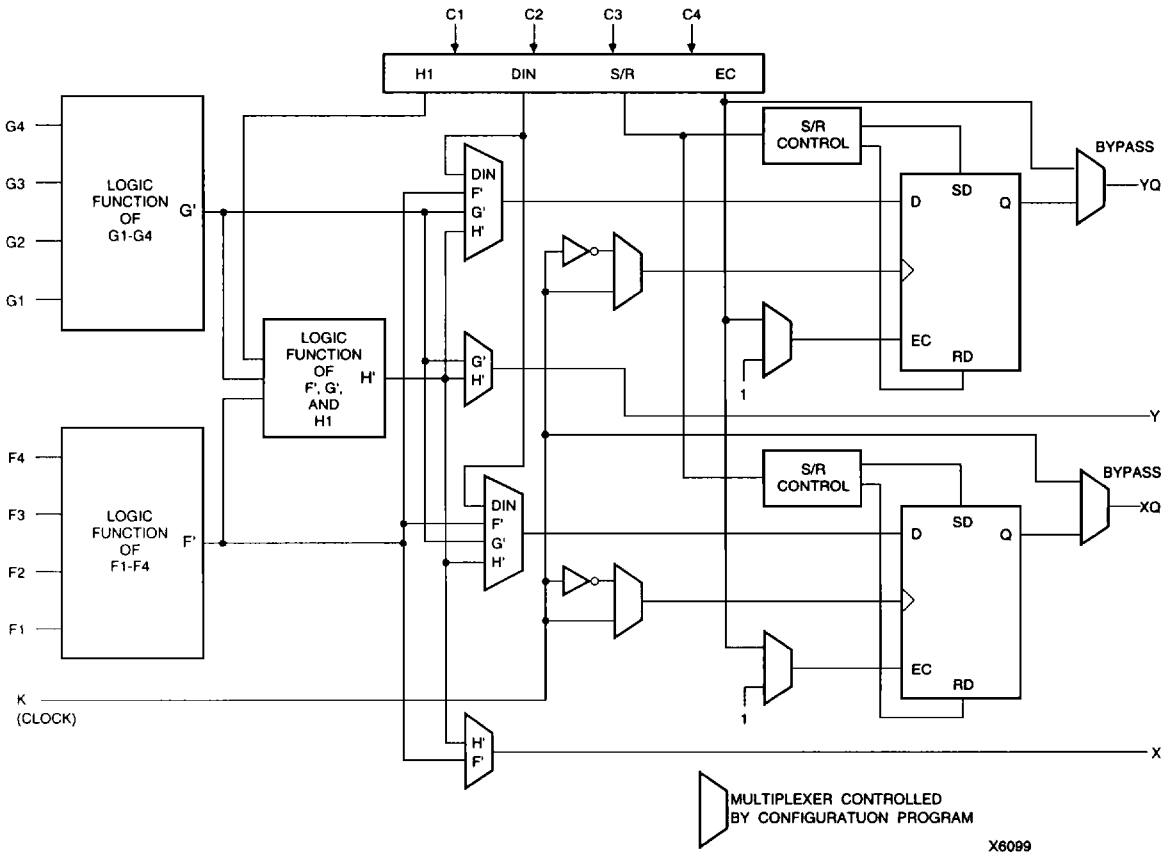 C1
C2
C3
C4
H1
DIN
S/R
EC
G4
G3
G2
G1
LOGIC
FUNCTION
OF
G1-G4
G'
DIN
F'
G'
H'
S/R
CONTROL
D
SD
Q
EC
RD
1
BYPASS
YQ
LOGIC
FUNCTION
OF
F', G',
AND
H1
H'
G'
H'
Y
F4
F3
F2
F1
LOGIC
FUNCTION
OF
F1-F4
F'
DIN
F'
G'
H'
S/R
CONTROL
D
SD
Q
EC
RD
1
BYPASS
XQ
K
(CLOCK)
H'
F'
X
MULTIPLEXER CONTROLLED
BY CONFIGURATUON PROGRAM
X6099